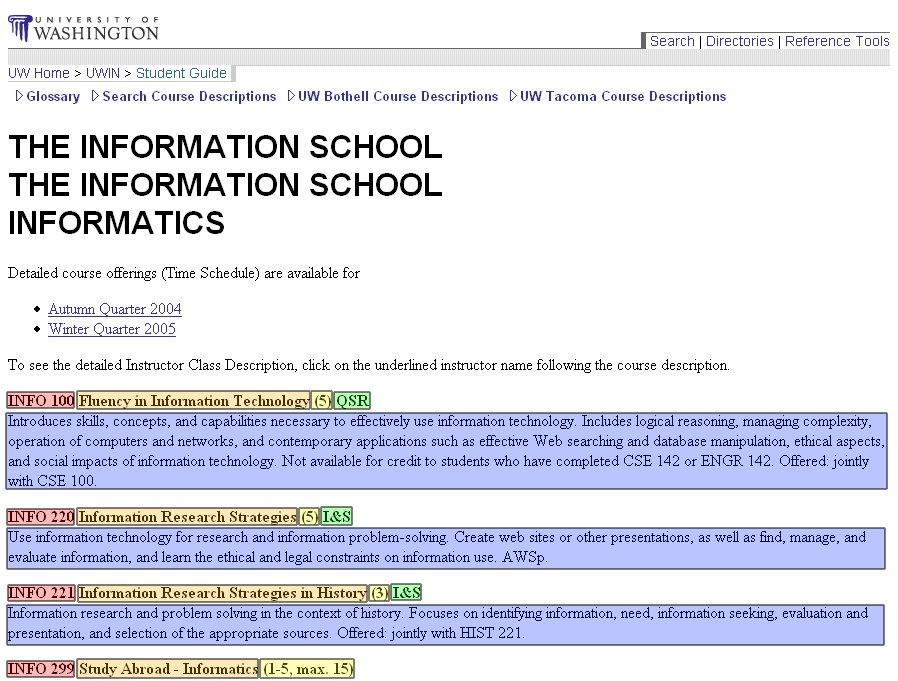 UNIVERSITY OF
WASHINGTON
Search | Directories | Reference Tools
UW Home > UWIN > Student Guide
Glossary Search Course Descriptions UW Bothell Course Descriptions UW Tacoma Course Descriptions
THE INFORMATION SCHOOL
THE INFORMATION SCHOOL
INFORMATICS
Detailed course offerings (Time Schedule) are available for
• Autumn Quarter 2004
• Winter Quarter 2005
To see the detailed Instructor Class Description, click on the underlined instructor name following the course description.
INFO 100 Fluency in Information Technology (5) QSR
Introduces skills, concepts, and capabilities necessary to effectively use information technology. Includes logical reasoning, managing complexity,
operation of computers and networks, and contemporary applications such as effective Web searching and database manipulation, ethical aspects,
and social impacts of information technology. Not available for credit to students who have completed CSE 142 or ENGR 142. Offered: jointly
with CSE 100.
INFO 220 Information Research Strategies (5) I&S
Use information technology for research and information problem-solving. Create web sites or other presentations, as well as find, manage, and
evaluate information, and learn the ethical and legal constraints on information use. AWSp.
INFO 221 Information Research Strategies in History (3) I&S
Information research and problem solving in the context of history. Focuses on identifying information, need, information seeking, evaluation and
presentation, and selection of the appropriate sources. Offered: jointly with HIST 221.
INFO 299 Study Abroad - Informatics (1-5, max. 15)